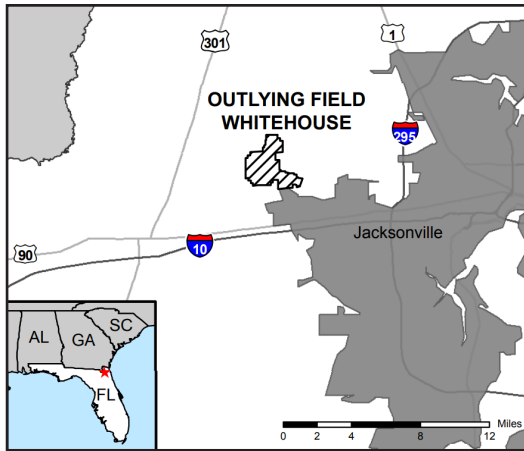 301
1
OUTLYING FIELD
WHITEHOUSE
295
Jacksonville
90
10
AL
GA
SC
FL
Miles
0 2 4 8 12